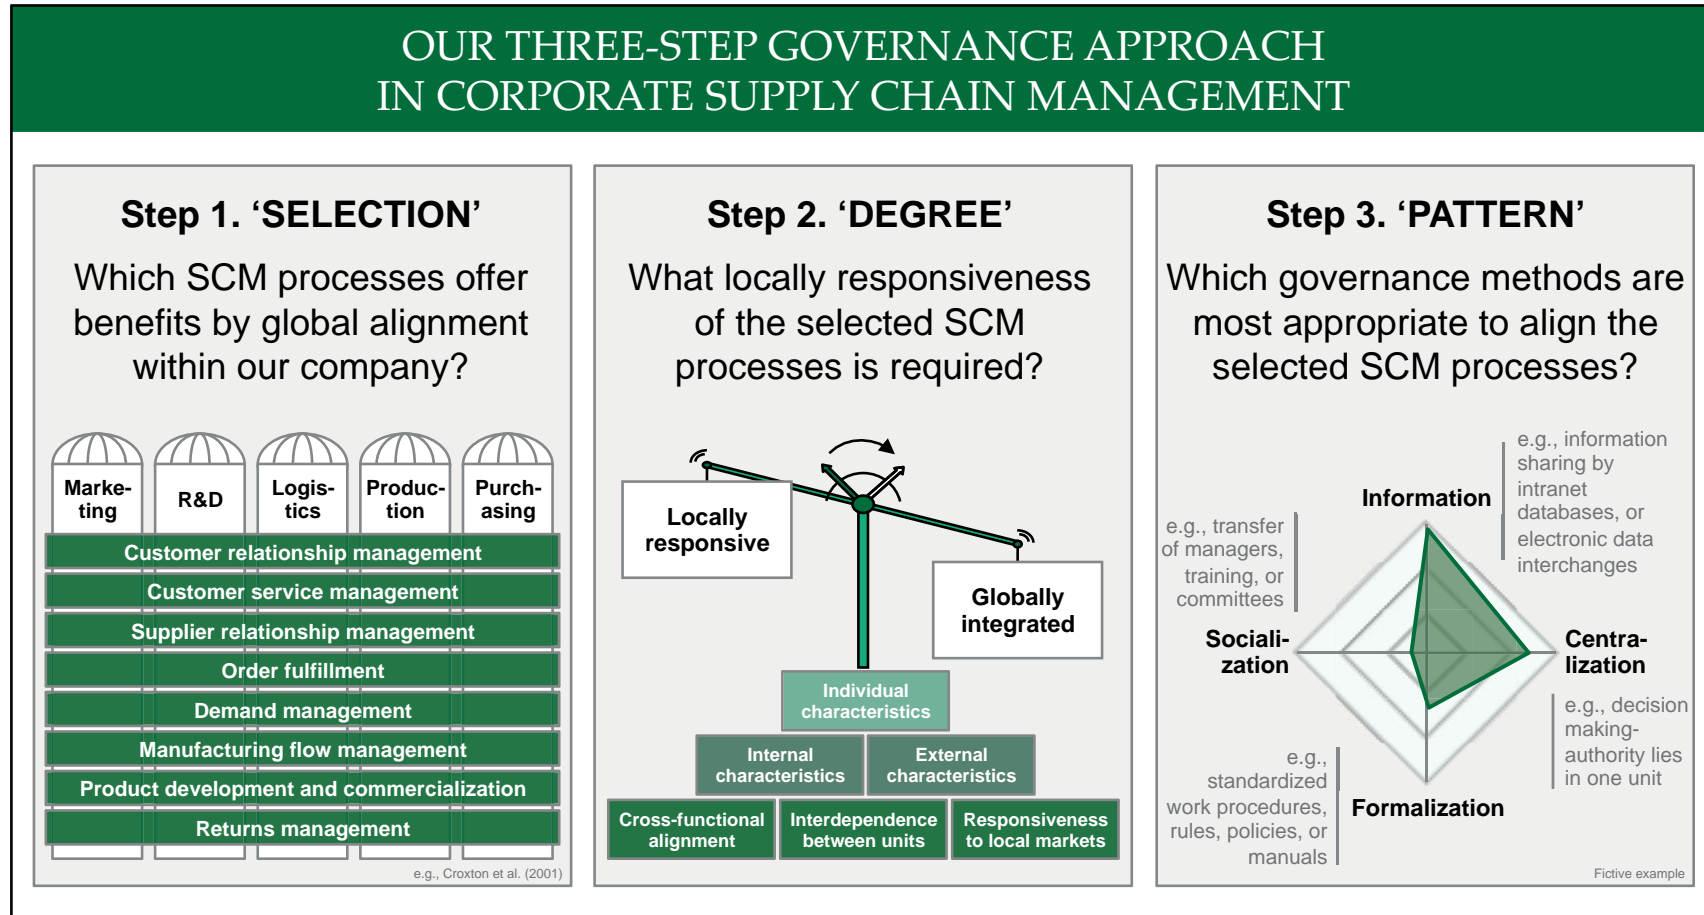 OUR THREE-STEP GOVERNANCE APPROACH
IN CORPORATE SUPPLY CHAIN MANAGEMENT
Step 1. ‘SELECTION’
Which SCM processes offer
benefits by global alignment
within our company?
Marke-
ting
R&D
Logis-
tics
Produc-
tion
Purch-
asing
Customer relationship management
Customer service management
Supplier relationship management
Order fulfillment
Demand management
Manufacturing flow management
Product development and commercialization
Returns management
e.g., Croxton et al. (2001)
Step 2. ‘DEGREE’
What locally responsiveness
of the selected SCM
processes is required?
Locally
responsive
Globally
integrated
Individual
characteristics
Internal
characteristics
External
characteristics
Cross-functional
alignment
Interdependence
between units
Responsiveness
to local markets
Step 3. ‘PATTERN’
Which governance methods are
most appropriate to align the
selected SCM processes?
Information
e.g., information
sharing by
intranet
databases, or
electronic data
interchanges
e.g., transfer
of managers,
training, or
committees
Sociali-
zation
Centra-
lization
e.g., decision
making-
authority lies
in one unit
e.g.,
standardized
work procedures,
rules, policies, or
manuals
Formalization
Fictive example